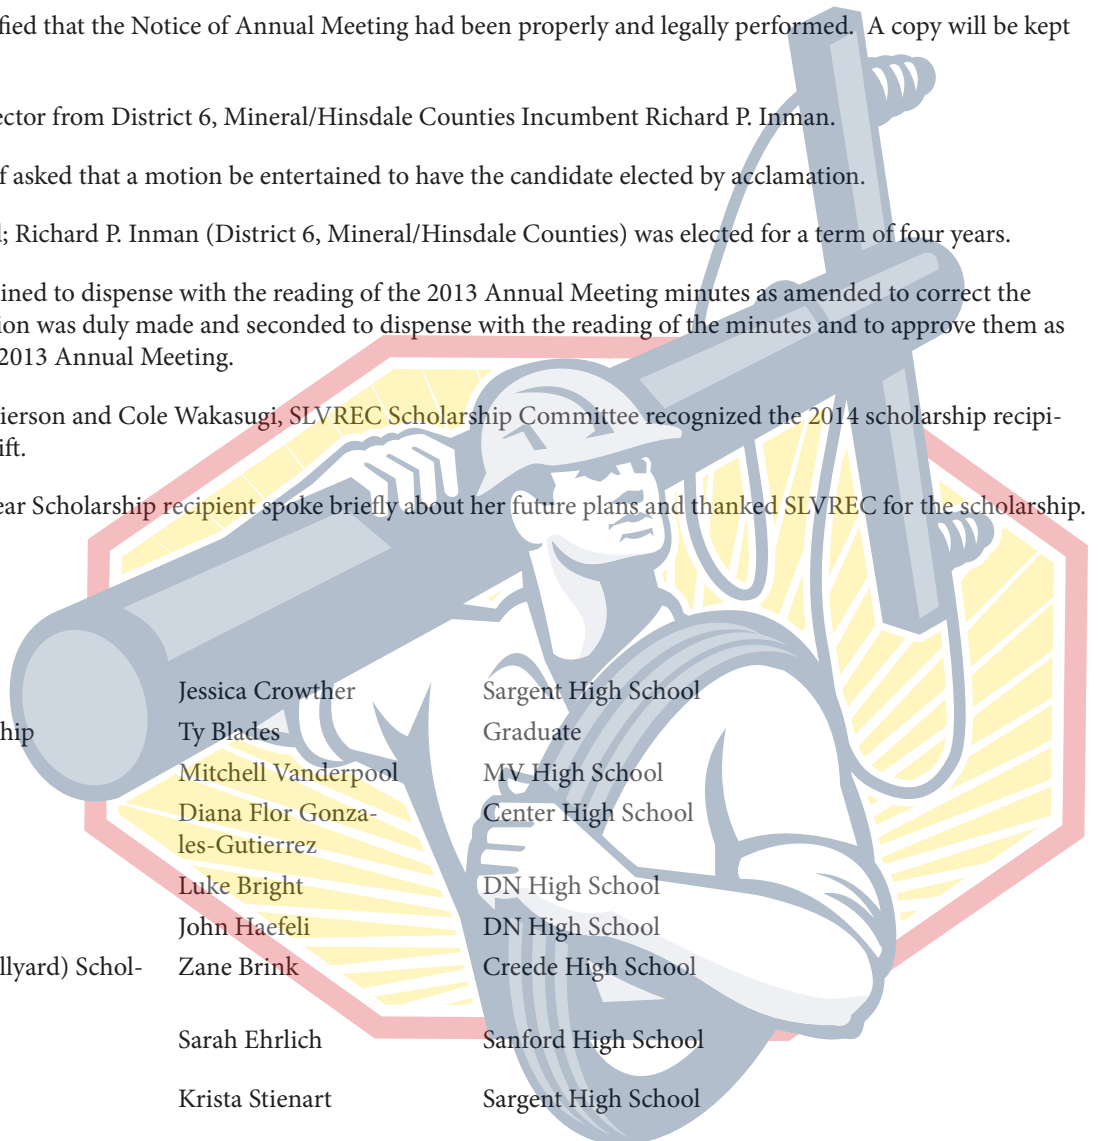 fied that the Notice of Annual Meeting had been properly and legally performed.  A copy will be kept
ector from District 6, Mineral/Hinsdale Counties Incumbent Richard P. Inman.
f asked that a motion be entertained to have the candidate elected by acclamation.
; Richard P. Inman (District 6, Mineral/Hinsdale Counties) was elected for a term of four years.
ined to dispense with the reading of the 2013 Annual Meeting minutes as amended to correct the
ion was duly made and seconded to dispense with the reading of the minutes and to approve them as
2013 Annual Meeting.
ierson and Cole Wakasugi, SLVREC Scholarship Committee recognized the 2014 scholarship recipi-
ift.
ear Scholarship recipient spoke briefly about her future plans and thanked SLVREC for the scholarship.
Jessica Crowther Sargent High School
hip Ty Blades Graduate
Mitchell Vanderpool MV High School
Diana Flor Gonza- Center High School
les-Gutierrez
Luke Bright DN High School
John Haefeli DN High School
llyard) Schol- Zane Brink Creede High School
Sarah Ehrlich Sanford High School
Krista Stienart Sargent High School